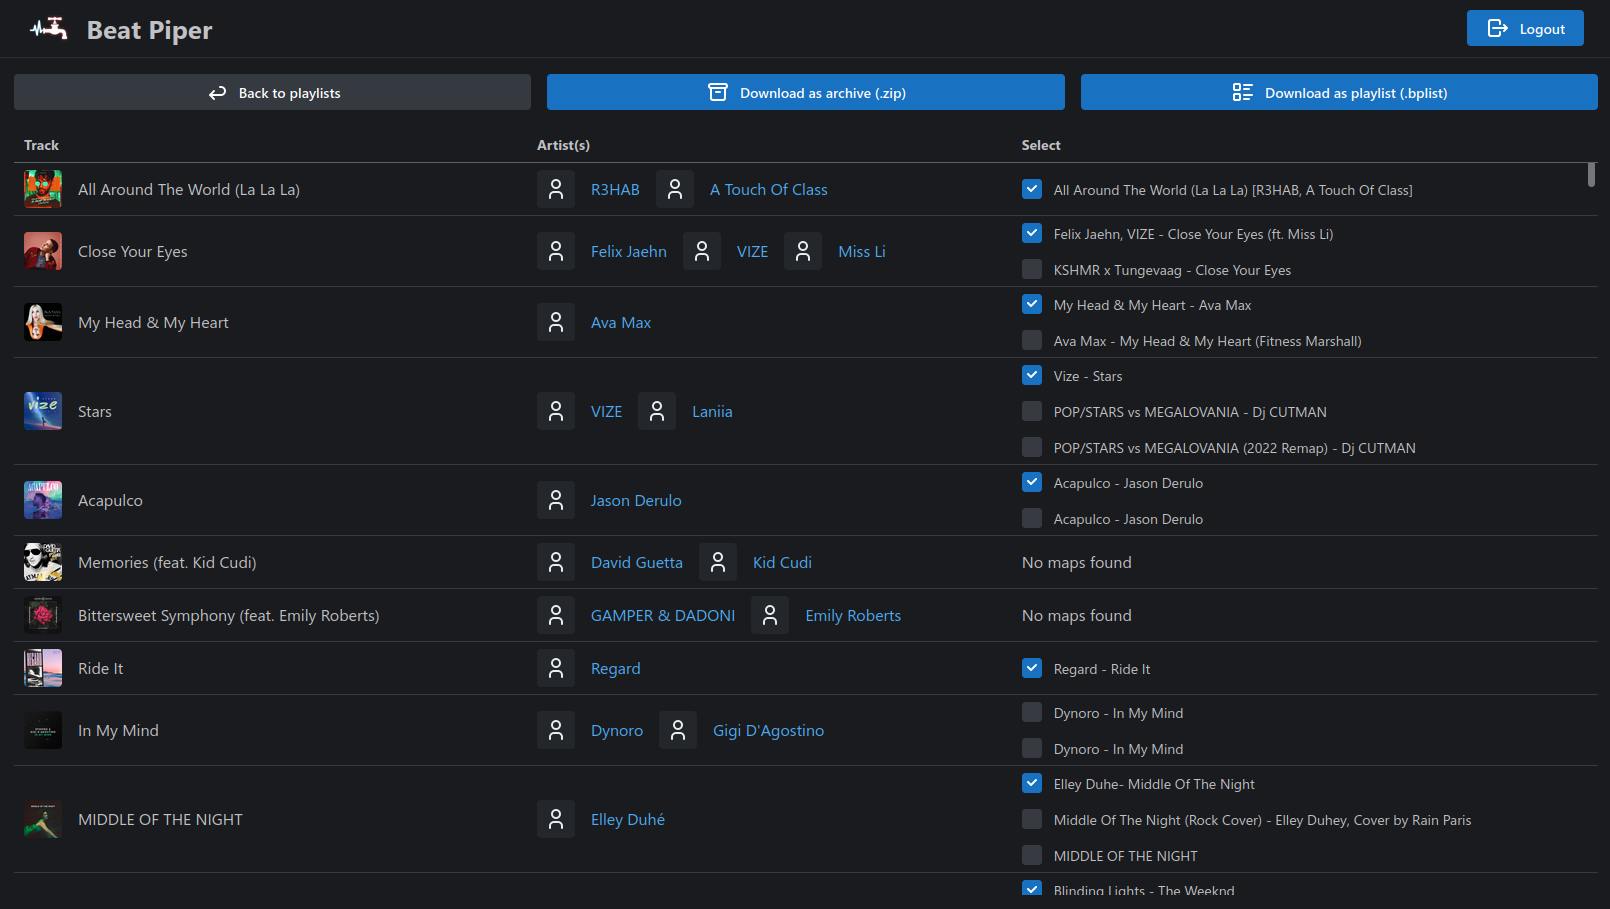 Beat Piper
Logout
Back to playlists
Download as archive (.zip)
Download as playlist (.bplist)
Track
Artist(s)
Select
All Around The World (La La La)
R3HAB
A Touch Of Class
All Around The World (La La La) [R3HAB, A Touch Of Class]
Close Your Eyes
Felix Jaehn
VIZE
Miss Li
Felix Jaehn, VIZE - Close Your Eyes (ft. Miss Li)
KSHMR x Tungevaag - Close Your Eyes
My Head & My Heart
Ava Max
My Head & My Heart - Ava Max
Ava Max - My Head & My Heart (Fitness Marshall)
vize
Stars
VIZE
Laniia
Vize - Stars
POP/STARS vs MEGALOVANIA - Dj CUTMAN
POP/STARS vs MEGALOVANIA (2022 Remap) - Dj CUTMAN
ACAPULCO
Acapulco
Jason Derulo
Acapulco - Jason Derulo
Acapulco - Jason Derulo
Memories (feat. Kid Cudi)
David Guetta
Kid Cudi
No maps found
Bittersweet Symphony (feat. Emily Roberts)
GAMPER & DADONI
Emily Roberts
No maps found
REGARD
Ride It
Regard
Regard - Ride It
In My Mind
Dynoro
Gigi D'Agostino
Dynoro - In My Mind
Dynoro - In My Mind
MIDDLE OF THE NIGHT
Elley Duhé
Elley Duhe- Middle Of The Night
Middle Of The Night (Rock Cover) - Elley Duhey, Cover by Rain Paris
MIDDLE OF THE NIGHT
Blinding Lights - The Weeknd